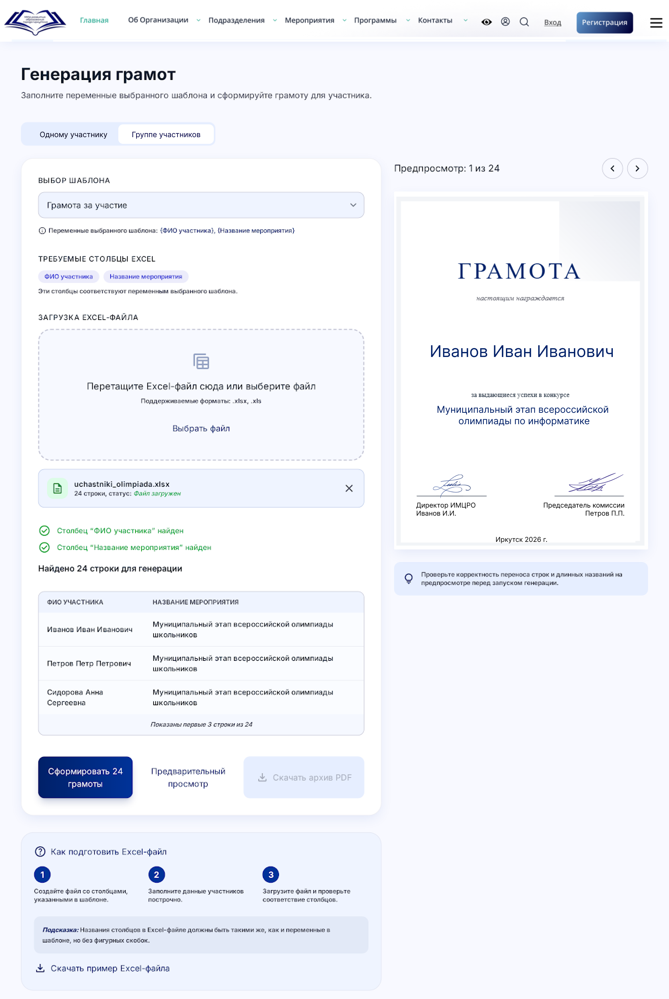 МКУ развития
образования
города Иркутска
Главная
Об Организации
Подразделения
Мероприятия
Программы
Контакты
Вход
Регистрация
Генерация грамот
Заполните переменные выбранного шаблона и сформируйте грамоту для участника.
Одному участнику
Группе участников
ВЫБОР ШАБЛОНА
Грамота за участие
Переменные выбранного шаблона: {ФИО участника}, {Название мероприятия}
ТРЕБУЕМЫЕ СТОЛБЦЫ EXCEL
ФИО участника
Название мероприятия
Эти столбцы соответствуют переменным выбранного шаблона.
ЗАГРУЗКА EXCEL-ФАЙЛА
Перетащите Excel-файл сюда или выберите файл
Поддерживаемые форматы: .xlsx, .xls
Выбрать файл
uchastniki_olimpiada.xlsx
24 строки, статус: Файл загружен
Столбец “ФИО участника” найден
Столбец “Название мероприятия” найден
Найдено 24 строки для генерации
ФИО УЧАСТНИКА
НАЗВАНИЕ МЕРОПРИЯТИЯ
Иванов Иван Иванович
Муниципальный этап всероссийской олимпиады
школьников
Петров Петр Петрович
Муниципальный этап всероссийской олимпиады
школьников
Сидорова Анна
Сергеевна
Муниципальный этап всероссийской олимпиады
школьников
Показаны первые 3 строки из 24
Сформировать 24
грамоты
Предварительный
просмотр
Скачать архив PDF
Предпросмотр: 1 из 24
ГРАМОТА
настоящим награждается
Иванов Иван Иванович
за выдающиеся успехи в конкурсе
Муниципальный этап всероссийской
олимпиады по информатике
Директор ИМЦРО
Иванов И.И.
Председатель комиссии
Петров П.П.
Иркутск 2026 г.
Проверьте корректность переноса строк и длинных названий на
предпросмотре перед запуском генерации.
Как подготовить Excel-файл
1
Создайте файл со столбцами,
указанными в шаблоне.
2
Заполните данные участников
построчно.
3
Загрузите файл и проверьте
соответствие столбцов.
Подсказка: Названия столбцов в Excel-файле должны быть такими же, как и переменные в
шаблоне, но без фигурных скобок.
Скачать пример Excel-файла